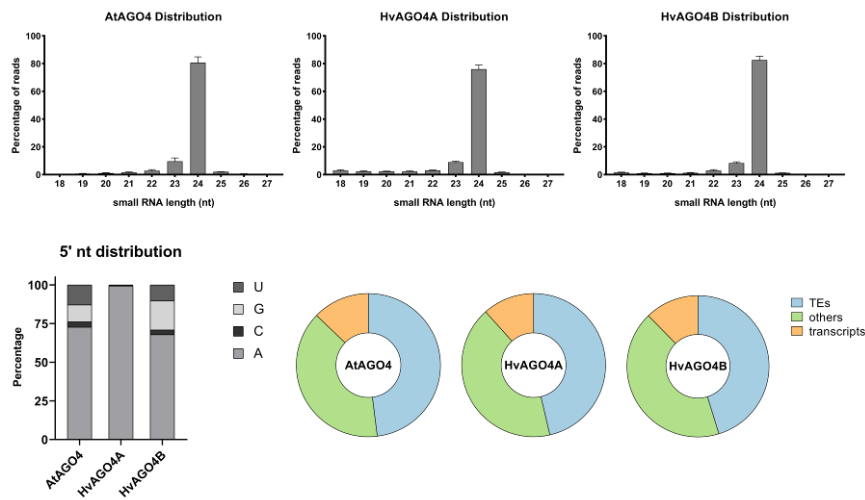 AtAGO4 Distribution
Percentage of reads
100
80
60
40
20
0
18 19 20 21 22 23 24 25 26 27
small RNA length (nt)
HvAGO4A Distribution
Percentage of reads
100
80
60
40
20
0
18 19 20 21 22 23 24 25 26 27
small RNA length (nt)
HvAGO4B Distribution
Percentage of reads
100
80
60
40
20
0
18 19 20 21 22 23 24 25 26 27
small RNA length (nt)
5' nt distribution
Percentage
100
75
50
25
0
AtAGO4
HvAGO4A
HvAGO4B
U
G
C
A
AtAGO4
HvAGO4A
HvAGO4B
TEs
others
transcripts